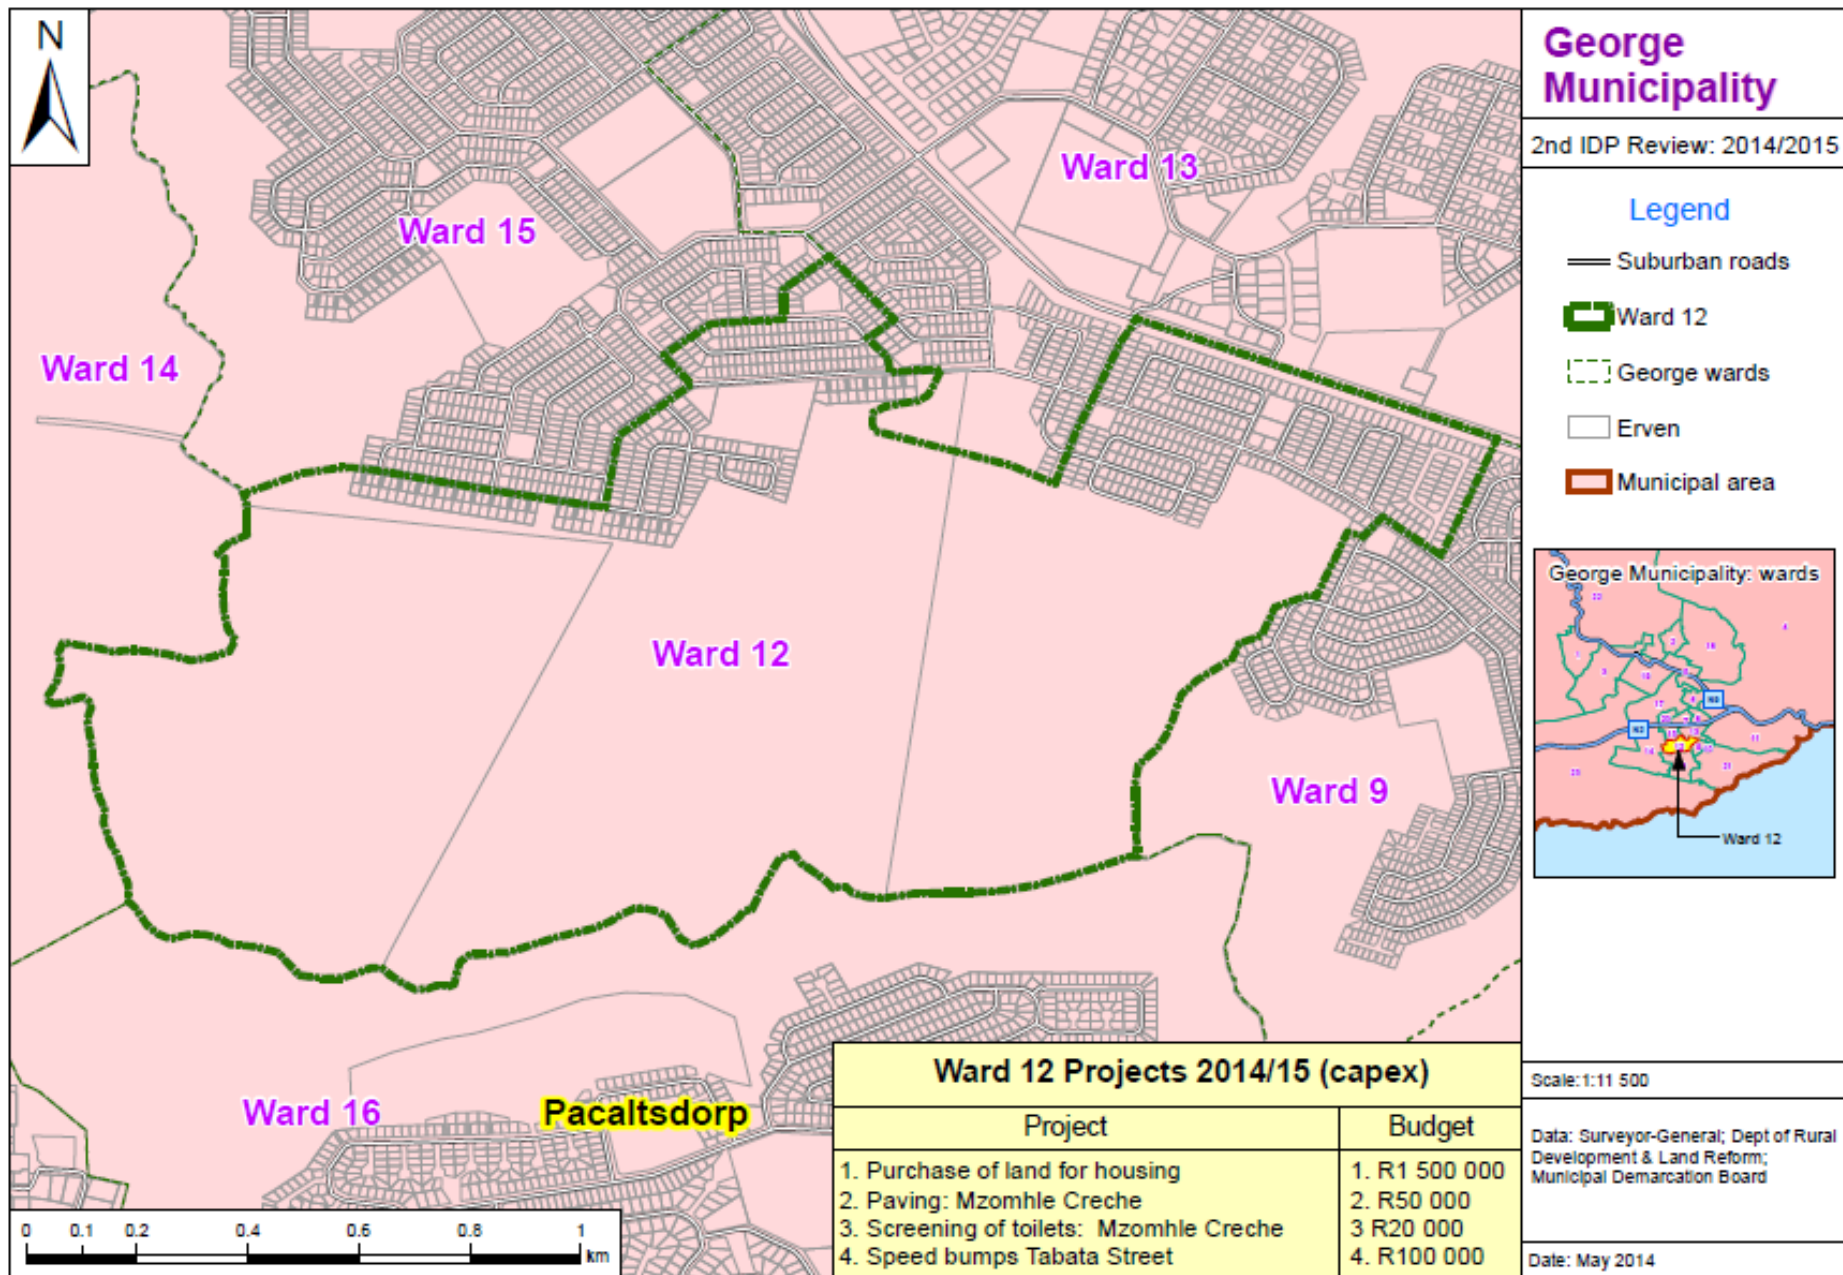 N
George
Municipality
2nd IDP Review: 2014/2015
Legend
Suburban roads
Ward 12
George wards
Erven
Municipal area
George Municipality: wards
Ward 12
Scale:1:11 500
Data: Surveyor-General; Dept of Rural
Development & Land Reform;
Municipal Demarcation Board
Date: May 2014
Ward 13
Ward 15
Ward 14
Ward 12
Ward 9
Ward 16
Pacaltsdorp
Ward 12 Projects 2014/15 (capex)
Project Budget
1. Purchase of land for housing 1. R1 500 000
2. Paving: Mzomhle Creche 2. R50 000
3. Screening of toilets: Mzomhle Creche 3 R20 000
4. Speed bumps Tabata Street 4. R100 000
0 0.1 0.2 0.4 0.6 0.8 1
km